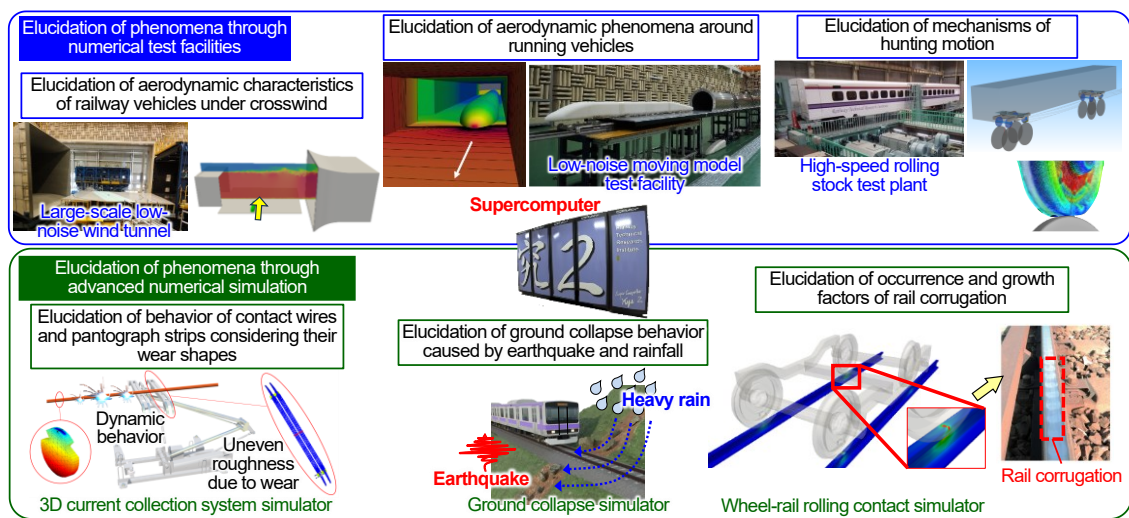 Elucidation of phenomena through
numerical test facilities
Elucidation of aerodynamic characteristics
of railway vehicles under crosswind
Large-scale low-
noise wind tunnel
Elucidation of aerodynamic phenomena around
running vehicles
Low-noise moving model
test facility
Elucidation of mechanisms of
hunting motion
High-speed rolling
stock test plant
Supercomputer
究2
Technical
Research
Institute
Elucidation of phenomena through
advanced numerical simulation
Elucidation of behavior of contact wires
and pantograph strips considering their
wear shapes
Dynamic
behavior
Uneven
roughness
due to wear
3D current collection system simulator
Elucidation of ground collapse behavior
caused by earthquake and rainfall
Heavy rain
Earthquake
Ground collapse simulator
Elucidation of occurrence and growth
factors of rail corrugation
Rail corrugation
Wheel-rail rolling contact simulator